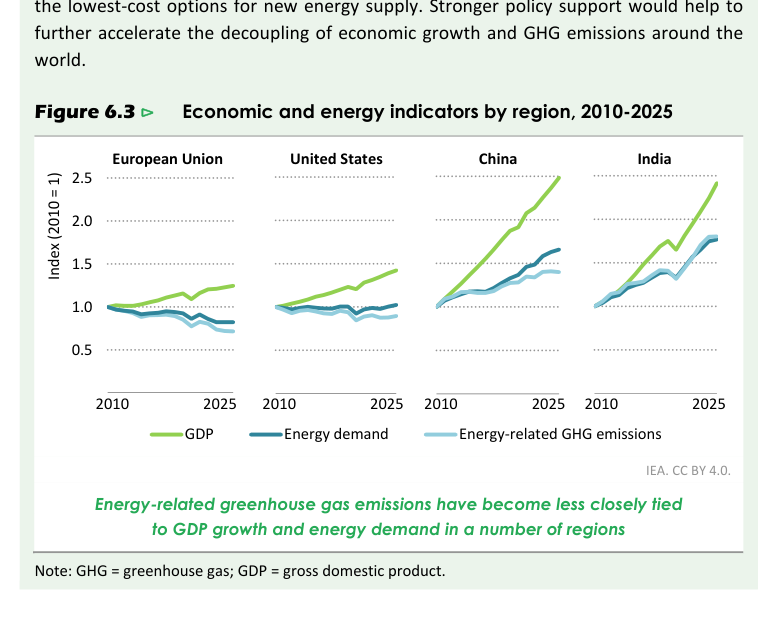 the lowest-cost options for new energy supply. Stronger policy support would help to
further accelerate the decoupling of economic growth and GHG emissions around the
world.
Figure 6.3 ▻ Economic and energy indicators by region, 2010-2025
European Union United States China India
Index (2010 = 1)
2.5
2.0
1.5
1.0
0.5
2010 2025 2010 2025 2010 2025 2010 2025
GDP Energy demand Energy-related GHG emissions
IEA. CC BY 4.0.
Energy-related greenhouse gas emissions have become less closely tied
to GDP growth and energy demand in a number of regions
Note: GHG = greenhouse gas; GDP = gross domestic product.